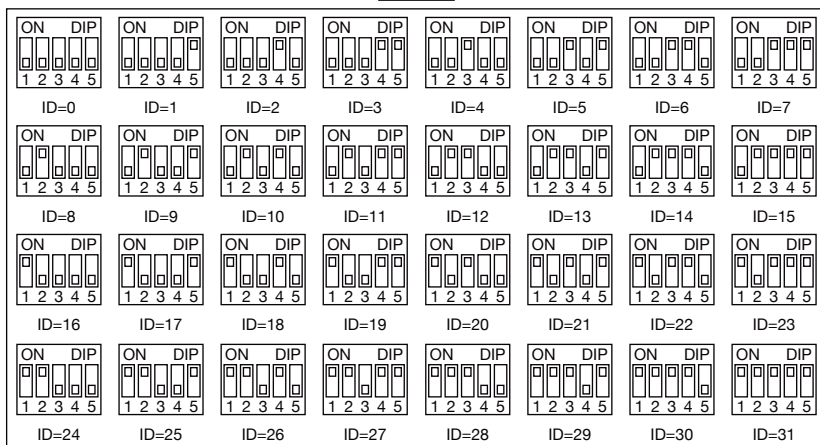 ON DIP ON DIP ON DIP ON DIP ON DIP ON DIP ON DIP ON DIP
1 2 3 4 5 1 2 3 4 5 1 2 3 4 5 1 2 3 4 5 1 2 3 4 5 1 2 3 4 5 1 2 3 4 5 1 2 3 4 5
ID=0 ID=1 ID=2 ID=3 ID=4 ID=5 ID=6 ID=7
ON DIP ON DIP ON DIP ON DIP ON DIP ON DIP ON DIP ON DIP
1 2 3 4 5 1 2 3 4 5 1 2 3 4 5 1 2 3 4 5 1 2 3 4 5 1 2 3 4 5 1 2 3 4 5 1 2 3 4 5
ID=8 ID=9 ID=10 ID=11 ID=12 ID=13 ID=14 ID=15
ON DIP ON DIP ON DIP ON DIP ON DIP ON DIP ON DIP ON DIP
1 2 3 4 5 1 2 3 4 5 1 2 3 4 5 1 2 3 4 5 1 2 3 4 5 1 2 3 4 5 1 2 3 4 5 1 2 3 4 5
ID=16 ID=17 ID=18 ID=19 ID=20 ID=21 ID=22 ID=23
ON DIP ON DIP ON DIP ON DIP ON DIP ON DIP ON DIP ON DIP
1 2 3 4 5 1 2 3 4 5 1 2 3 4 5 1 2 3 4 5 1 2 3 4 5 1 2 3 4 5 1 2 3 4 5 1 2 3 4 5
ID=24 ID=25 ID=26 ID=27 ID=28 ID=29 ID=30 ID=31